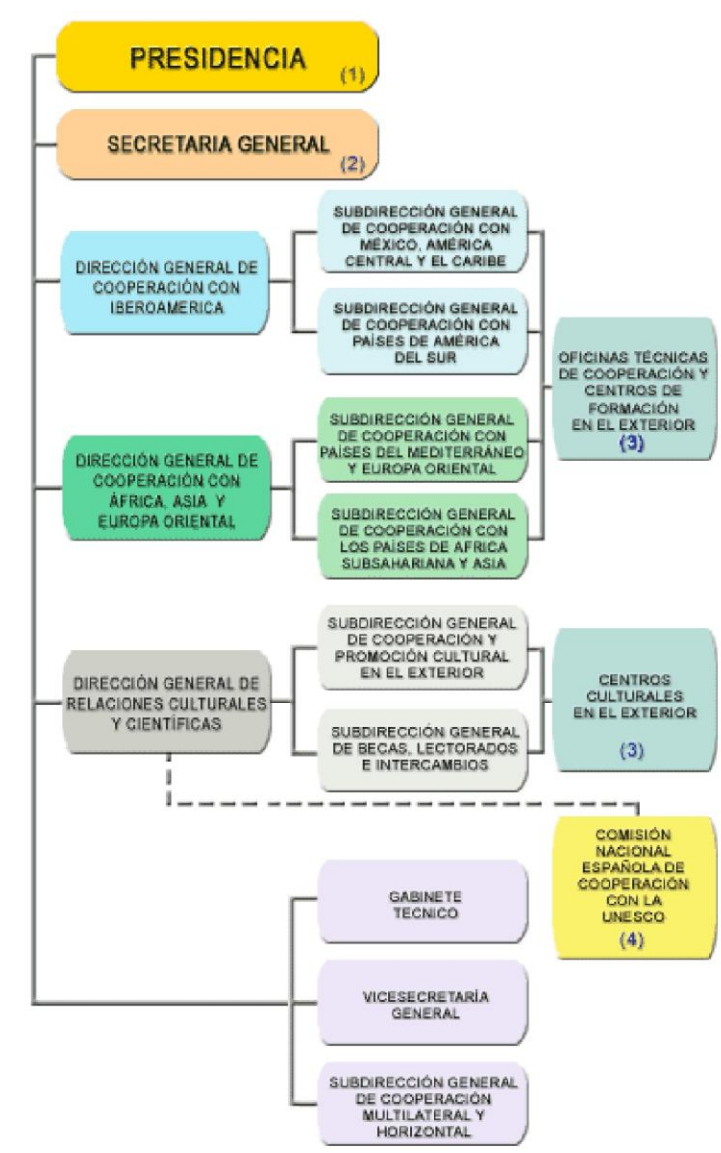 PRESIDENCIA
(1)
SECRETARIA GENERAL
(2)
DIRECCIÓN GENERAL DE
COOPERACIÓN CON
IBEROAMERICA
SUBDIRECCIÓN GENERAL
DE COOPERACIÓN CON
MÉXICO, AMÉRICA
CENTRAL Y EL CARIBE
SUBDIRECCIÓN GENERAL
DE COOPERACIÓN CON
PAÍSES DE AMÉRICA
DEL SUR
OFICINAS TÉCNICAS
DE COOPERACIÓN Y
CENTROS DE
FORMACIÓN
EN EL EXTERIOR
(3)
DIRECCIÓN GENERAL DE
COOPERACIÓN CON
ÁFRICA, ASIA Y
EUROPA ORIENTAL
SUBDIRECCIÓN GENERAL
DE COOPERACIÓN CON
PAÍSES DEL MEDITERRÁNEO
Y EUROPA ORIENTAL
SUBDIRECCIÓN GENERAL
DE COOPERACIÓN CON
LOS PAÍSES DE AFRICA
SUBSAHARIANA Y ASIA
DIRECCIÓN GENERAL DE
RELACIONES CULTURALES
Y CIENTÍFICAS
SUBDIRECCIÓN GENERAL
DE COOPERACIÓN Y
PROMOCIÓN CULTURAL
EN EL EXTERIOR
SUBDIRECCIÓN GENERAL
DE BECAS, LECTORADOS
E INTERCAMBIOS
CENTROS
CULTURALES
EN EL EXTERIOR
(3)
COMISIÓN
NACIONAL
ESPAÑOLA DE
COOPERACIÓN
CON LA
UNESCO
(4)
GABINETE
TECNICO
VICESECRETARÍA
GENERAL
SUBDIRECCIÓN GENERAL
DE COOPERACIÓN
MULTILATERAL Y
HORIZONTAL